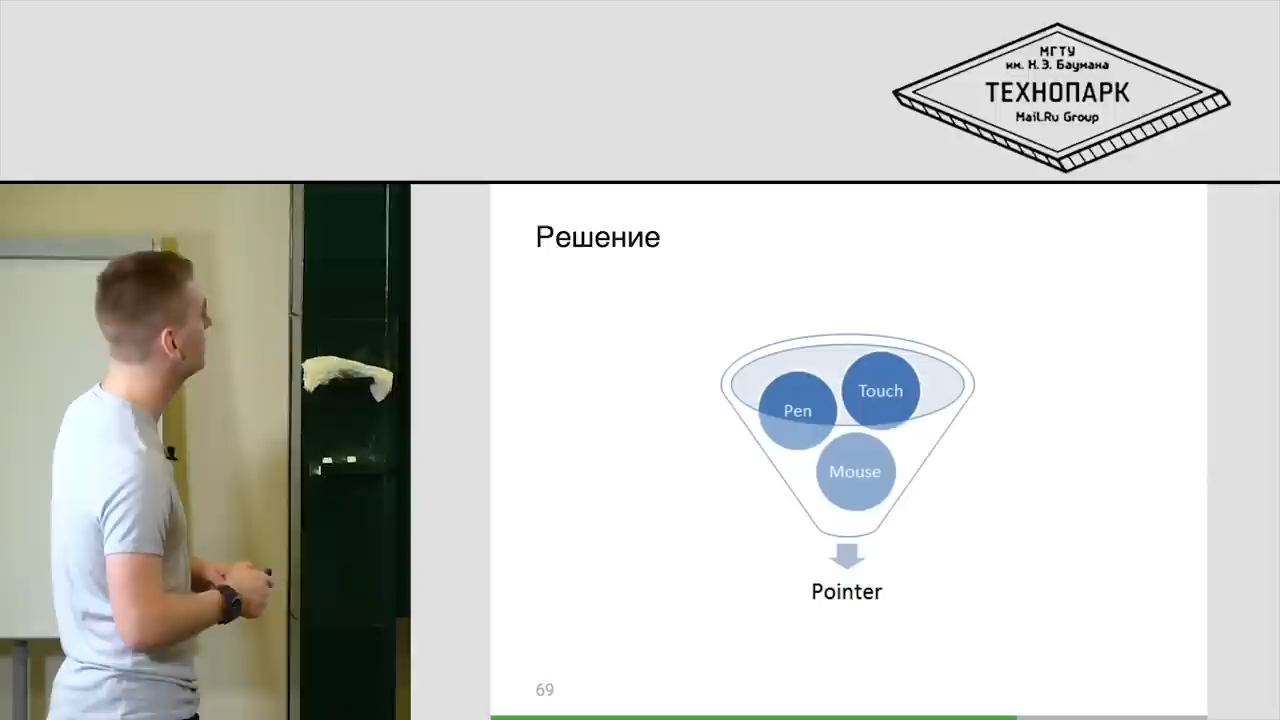 МГТУ
им. Н.Э. Баумана
ТЕХНОПАРК
Mail.Ru Group
Решение
Touch
Pen
Mouse
Pointer
69